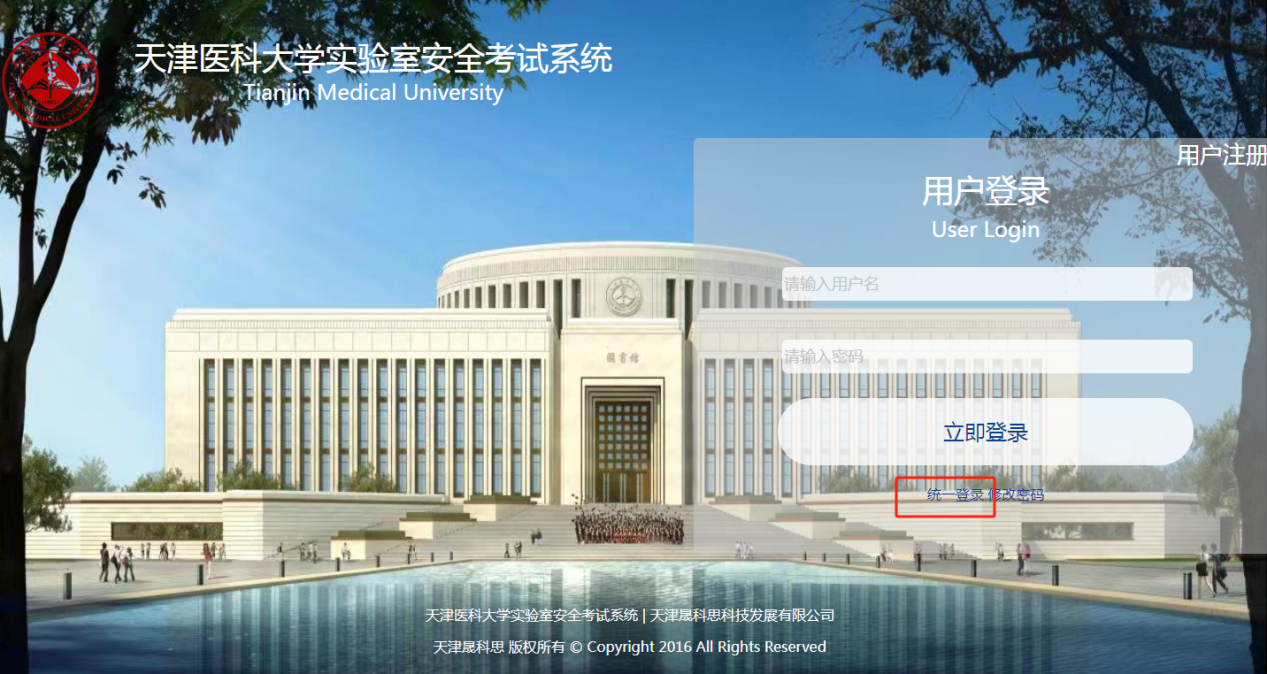 天津医科大学实验室安全考试系统
Tianjin Medical University
用户注册
用户登录
User Login
请输入用户名
请输入密码
立即登录
统一登录 修改密码
圖書館
天津医科大学实验室安全考试系统 | 天津晟科思科技发展有限公司
天津晟科思 版权所有 © Copyright 2016 All Rights Reserved